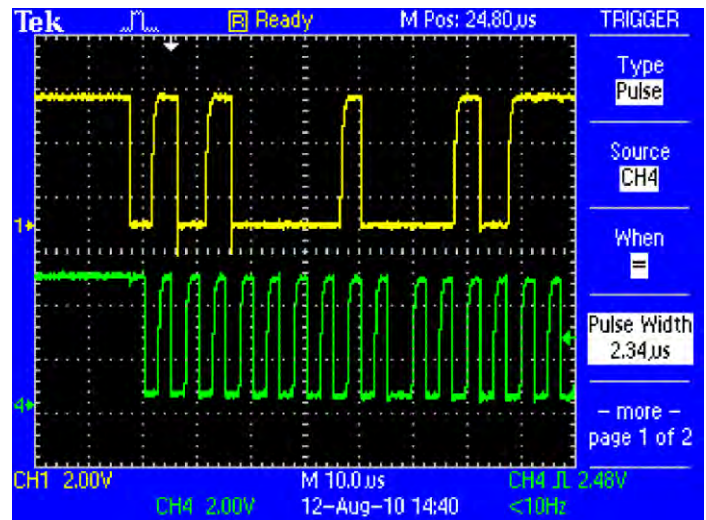 Tek R Ready M Pos: 24.80µs TRIGGER
Type
Pulse
Source
CH4
1
When
=
Pulse Width
2.34µs
4
– more –
page 1 of 2
CH1 2.00V M 10.0µs CH4 2.48V
CH4 2.00V 12–Aug–10 14:40 <10Hz